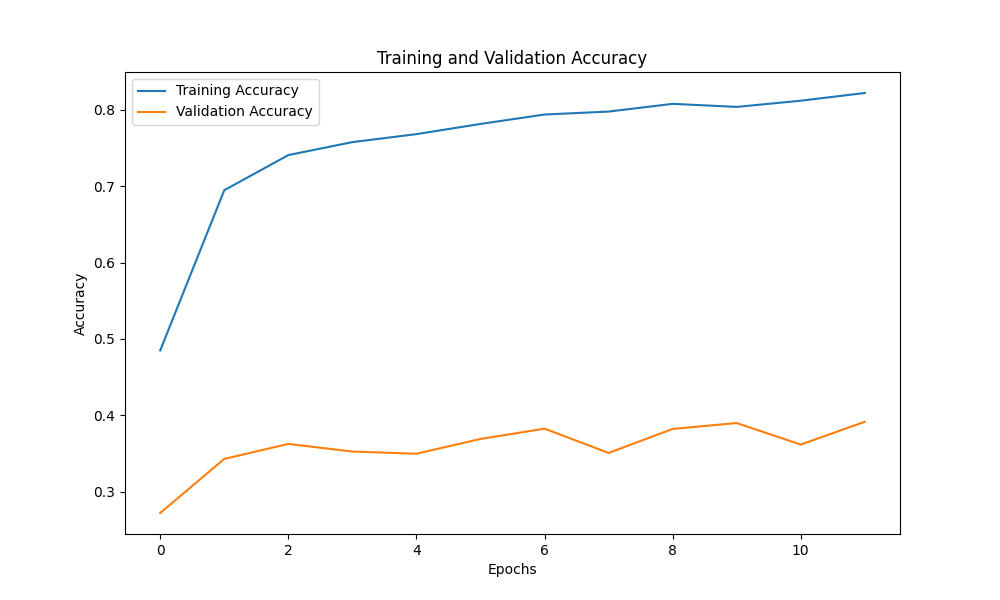 Training and Validation Accuracy
Training Accuracy
Validation Accuracy
0.8
0.7
0.6
0.5
0.4
0.3
Accuracy
0 2 4 6 8 10
Epochs